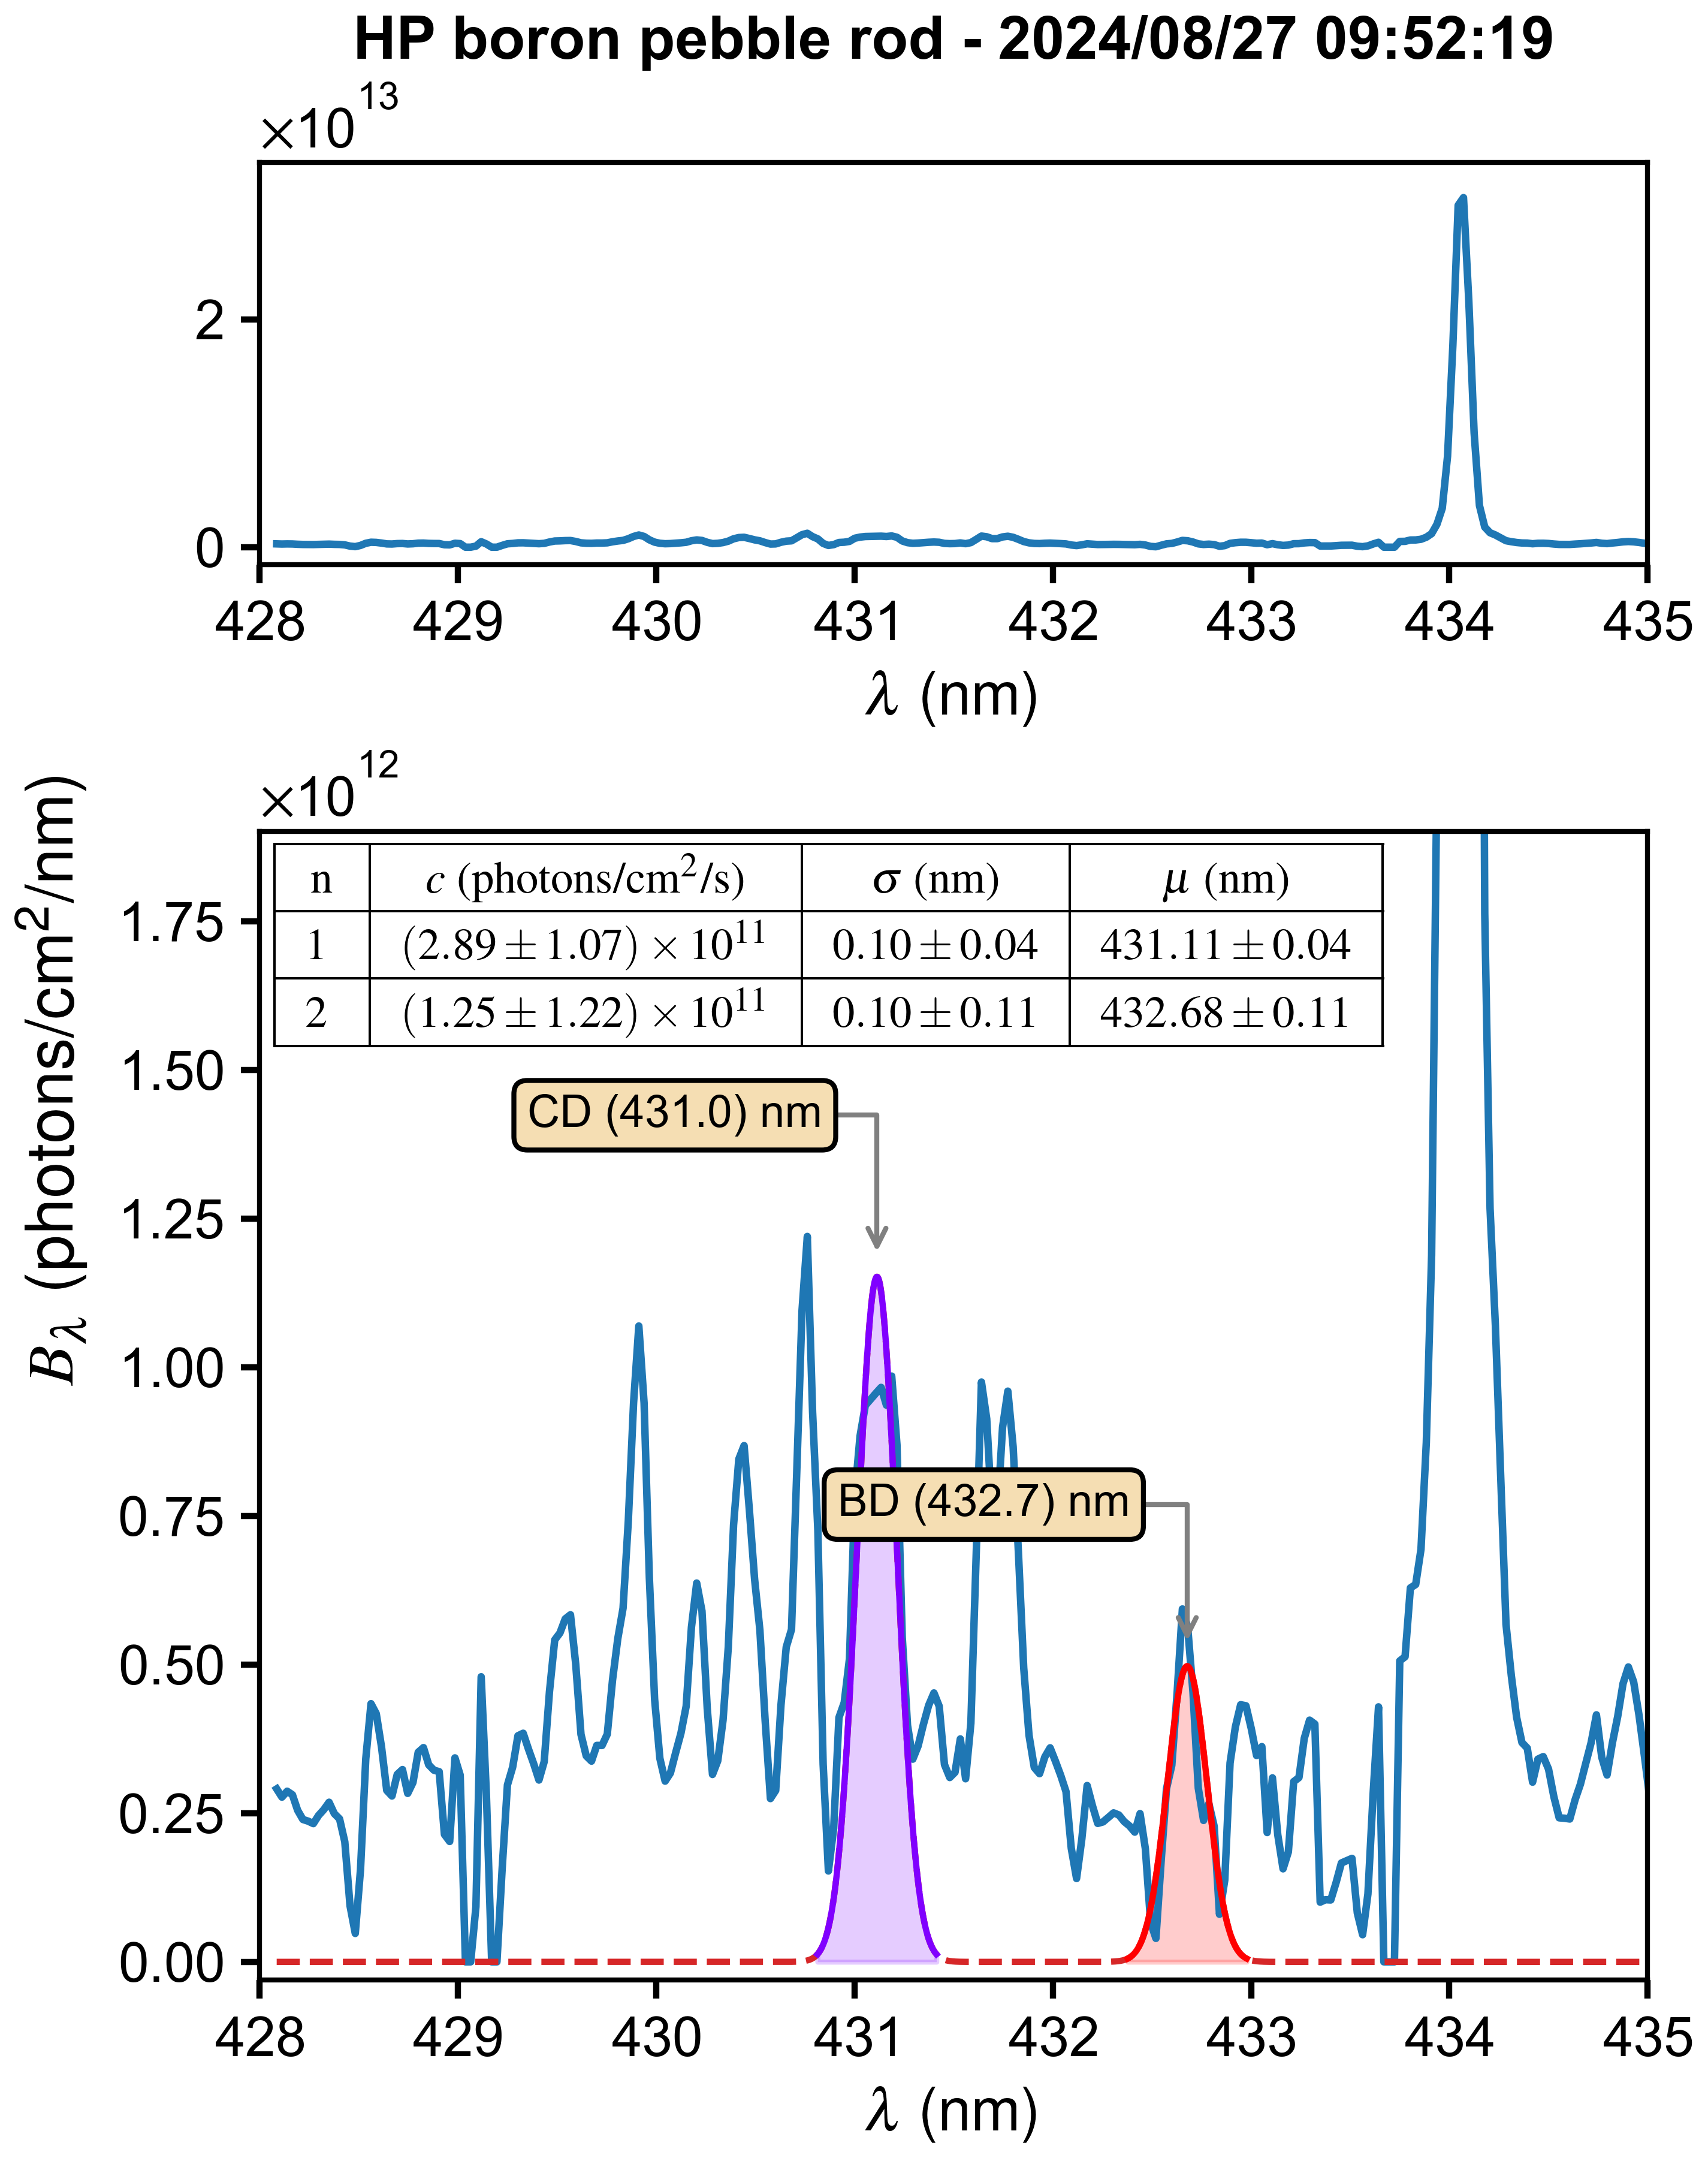 HP boron pebble rod - 2024/08/27 09:52:19
×10^13
2
0
428 429 430 431 432 433 434 435
λ (nm)
×10^12
B_λ (photons/cm²/nm)
n c (photons/cm²/s) σ (nm) μ (nm)
1 (2.89 ± 1.07) × 10^11 0.10 ± 0.04 431.11 ± 0.04
2 (1.25 ± 1.22) × 10^11 0.10 ± 0.11 432.68 ± 0.11
1.75
1.50
CD (431.0) nm
1.25
1.00
0.75
BD (432.7) nm
0.50
0.25
0.00
428 429 430 431 432 433 434 435
λ (nm)